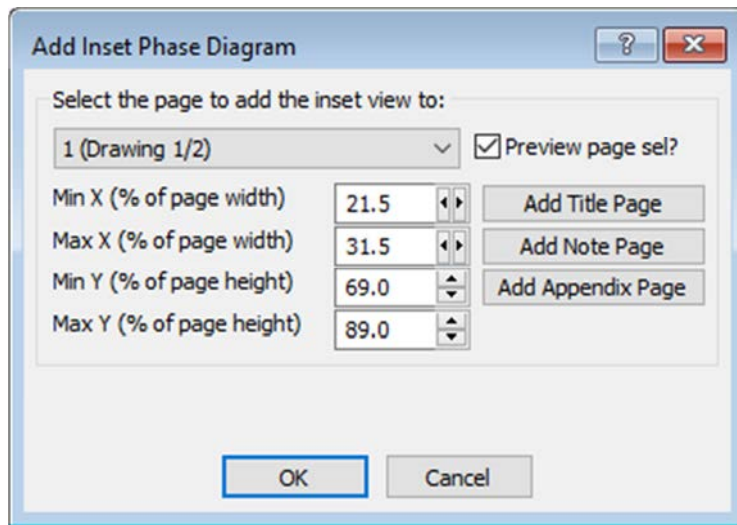 Add Inset Phase Diagram
?
Select the page to add the inset view to:
1 (Drawing 1/2)
Preview page sel?
Min X (% of page width)
21.5
Add Title Page
Max X (% of page width)
31.5
Add Note Page
Min Y (% of page height)
69.0
Add Appendix Page
Max Y (% of page height)
89.0
OK
Cancel